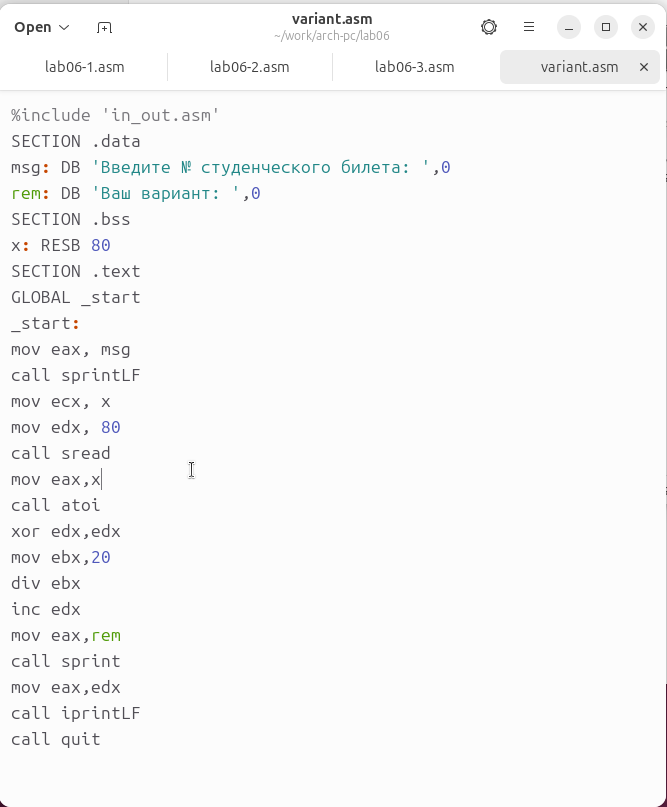 Open
variant.asm
~/work/arch-pc/lab06
lab06-1.asm
lab06-2.asm
lab06-3.asm
variant.asm
%include 'in_out.asm'
SECTION .data
msg: DB 'Введите № студенческого билета: ',0
rem: DB 'Ваш вариант: ',0
SECTION .bss
x: RESB 80
SECTION .text
GLOBAL _start
_start:
mov eax, msg
call sprintLF
mov ecx, x
mov edx, 80
call sread
mov eax,x
call atoi
xor edx,edx
mov ebx,20
div ebx
inc edx
mov eax,rem
call sprint
mov eax,edx
call iprintLF
call quit